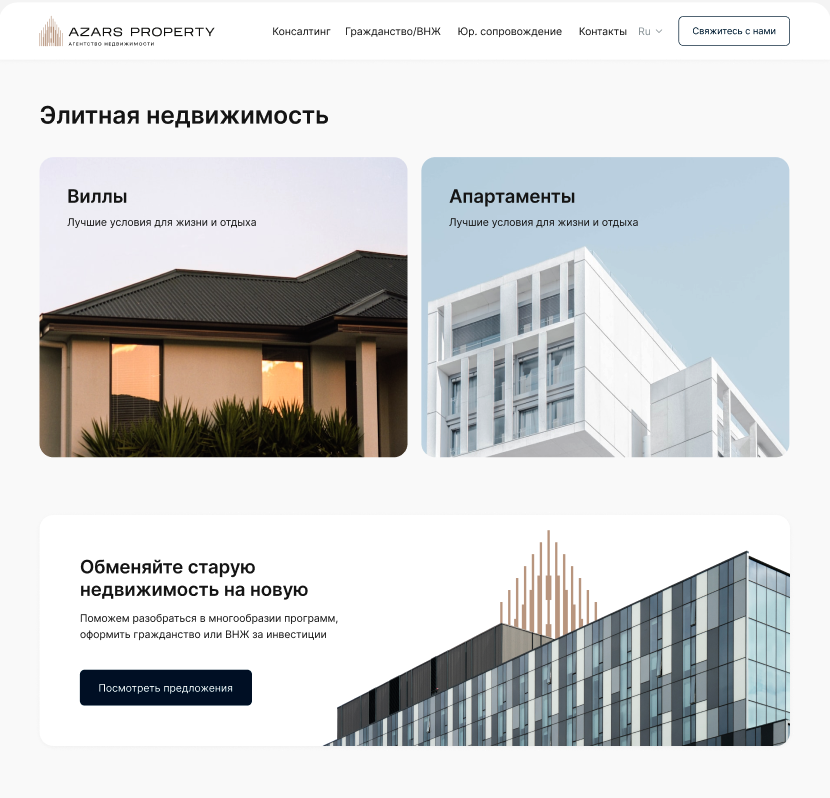 AZARS PROPERTY
АГЕНТСТВО НЕДВИЖИМОСТИ
Консалтинг
Гражданство/ВНЖ
Юр. сопровождение
Контакты
Ru
Свяжитесь с нами
Элитная недвижимость
Виллы
Лучшие условия для жизни и отдыха
Апартаменты
Лучшие условия для жизни и отдыха
Обменяйте старую
недвижимость на новую
Поможем разобраться в многообразии программ,
оформить гражданство или ВНЖ за инвестиции
Посмотреть предложения